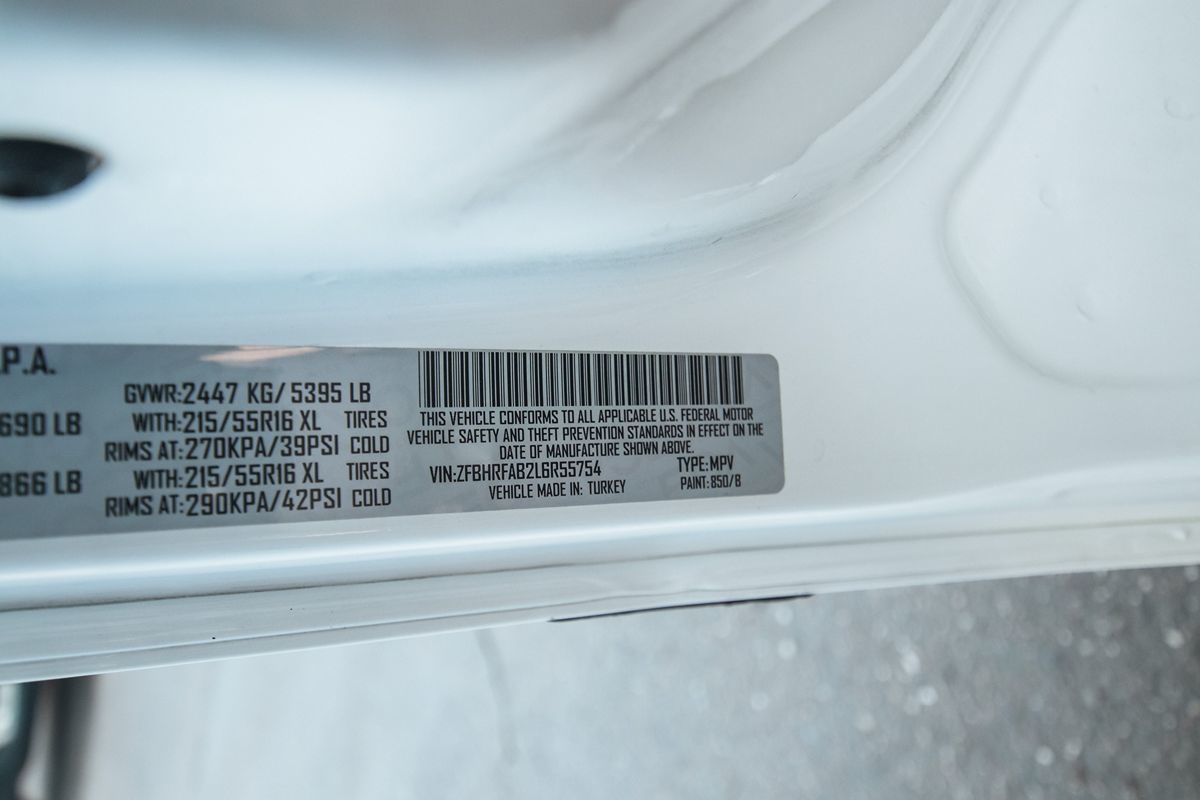 .P.A.
GVWR:2447 KG/ 5395 LB
690 LB WITH:215/55R16 XL TIRES
RIMS AT:270KPA/39PSI COLD
866 LB WITH:215/55R16 XL TIRES
RIMS AT:290KPA/42PSI COLD
THIS VEHICLE CONFORMS TO ALL APPLICABLE U.S. FEDERAL MOTOR
VEHICLE SAFETY AND THEFT PREVENTION STANDARDS IN EFFECT ON THE
DATE OF MANUFACTURE SHOWN ABOVE.
VIN:ZFBHRFAB2L6R55754 TYPE:MPV
VEHICLE MADE IN: TURKEY PAINT:850/B